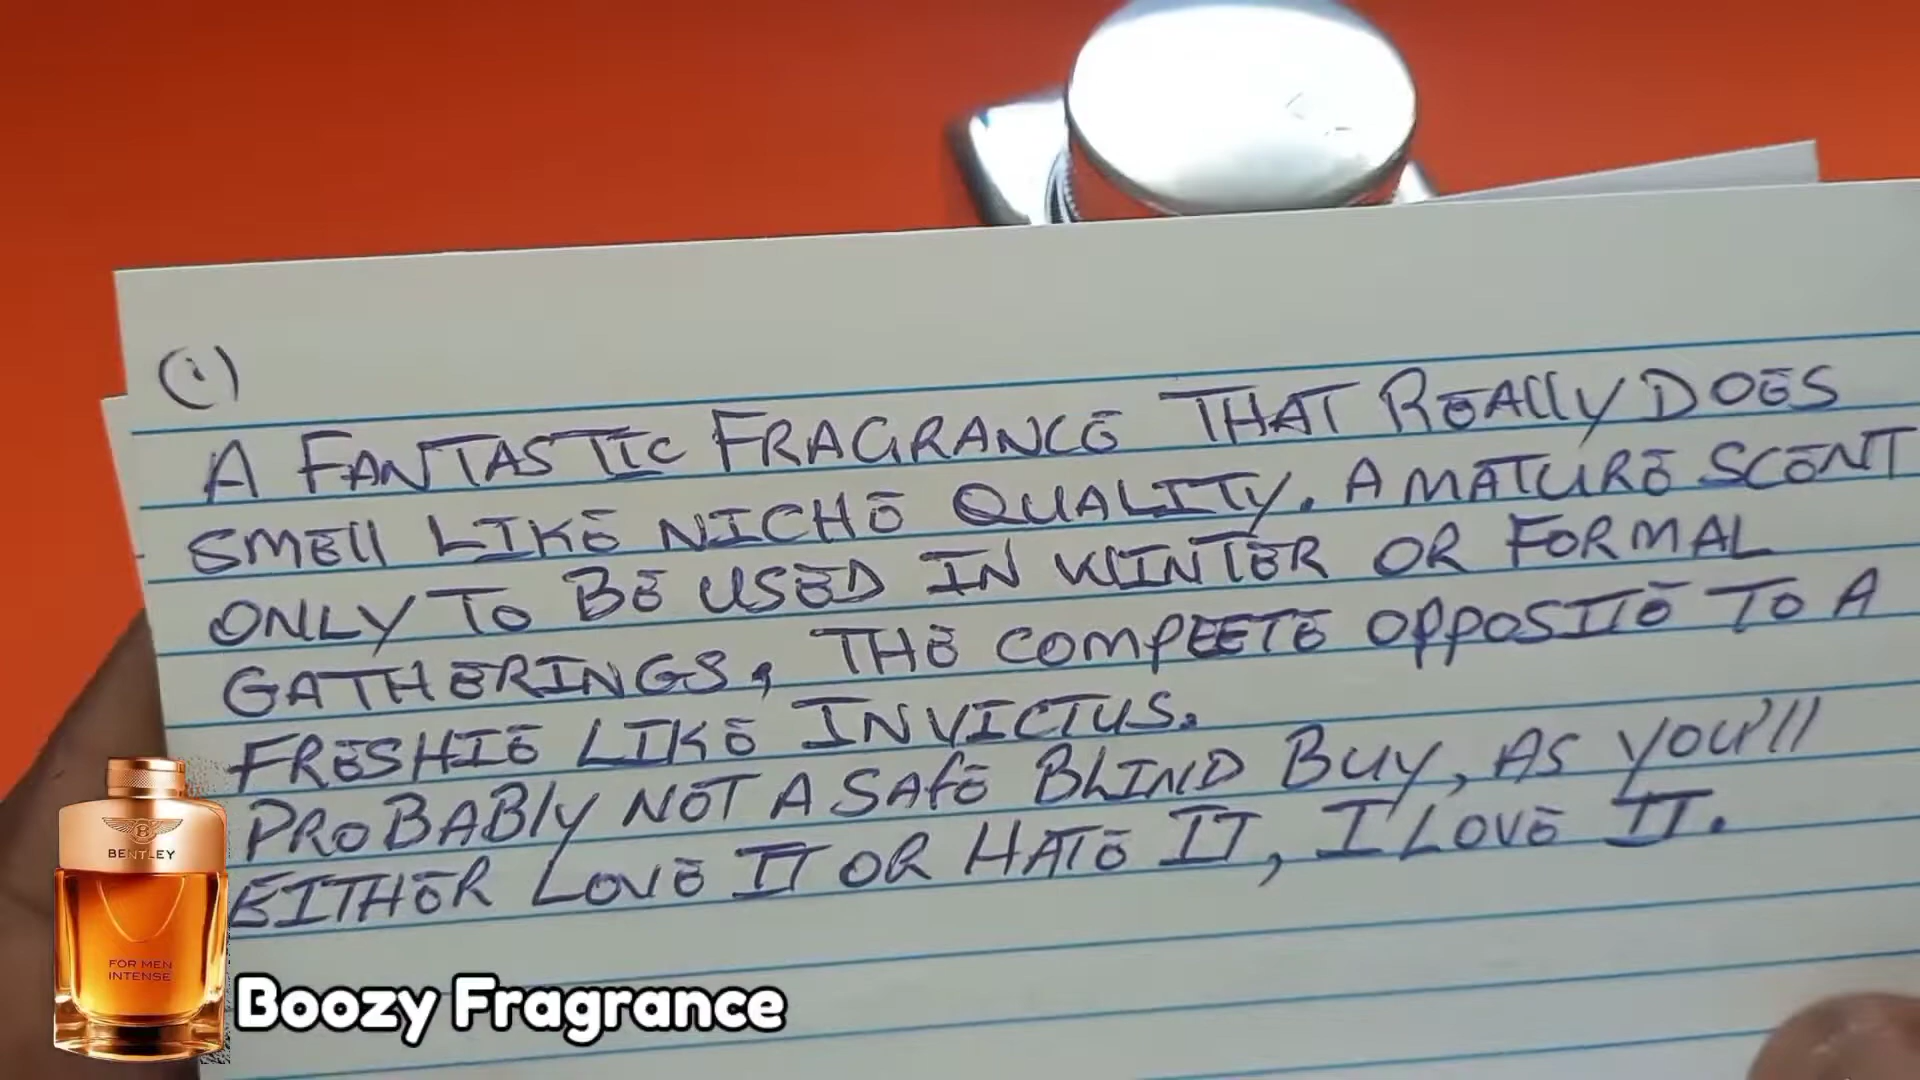 (i)
A FANTASTIC FRAGRANCE THAT REALLY DOES
SMELL LIKE NICHE QUALITY. A MATURE SCENT
ONLY TO BE USED IN WINTER OR FORMAL
GATHERINGS, THE COMPLETE OPPOSITE TO A
FRESHIE LIKE INVICTUS.
PROBABLY NOT A SAFE BLIND BUY, AS YOU'll
EITHER LOVE IT OR HATE IT, I LOVE IT.
B
BENTLEY
FOR MEN
INTENSE
Boozy Fragrance